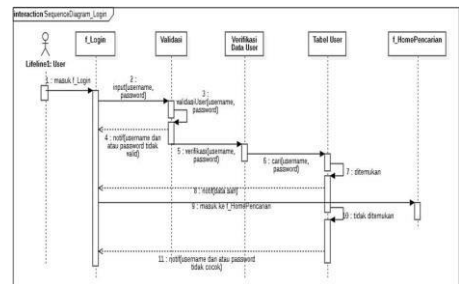 interaction SequenceDiagram_Login
f_Login
Validasi
Verifikasi
Data User
Tabel User
f_HomePencarian
Lifeline1: User
1 : masuk f_Login
2 :
input(username,
password)
3 :
validasiUser(username,
password)
4 : notif(username dan
atau password tidak
valid)
5 : verifikasi(username,
password)
6 : cari(username,
password)
7 : ditemukan
8 : notif(data
9 : masuk ke f_HomePencarian
10 : tidak ditemukan
11 : notif(username dan atau password
tidak cocok)